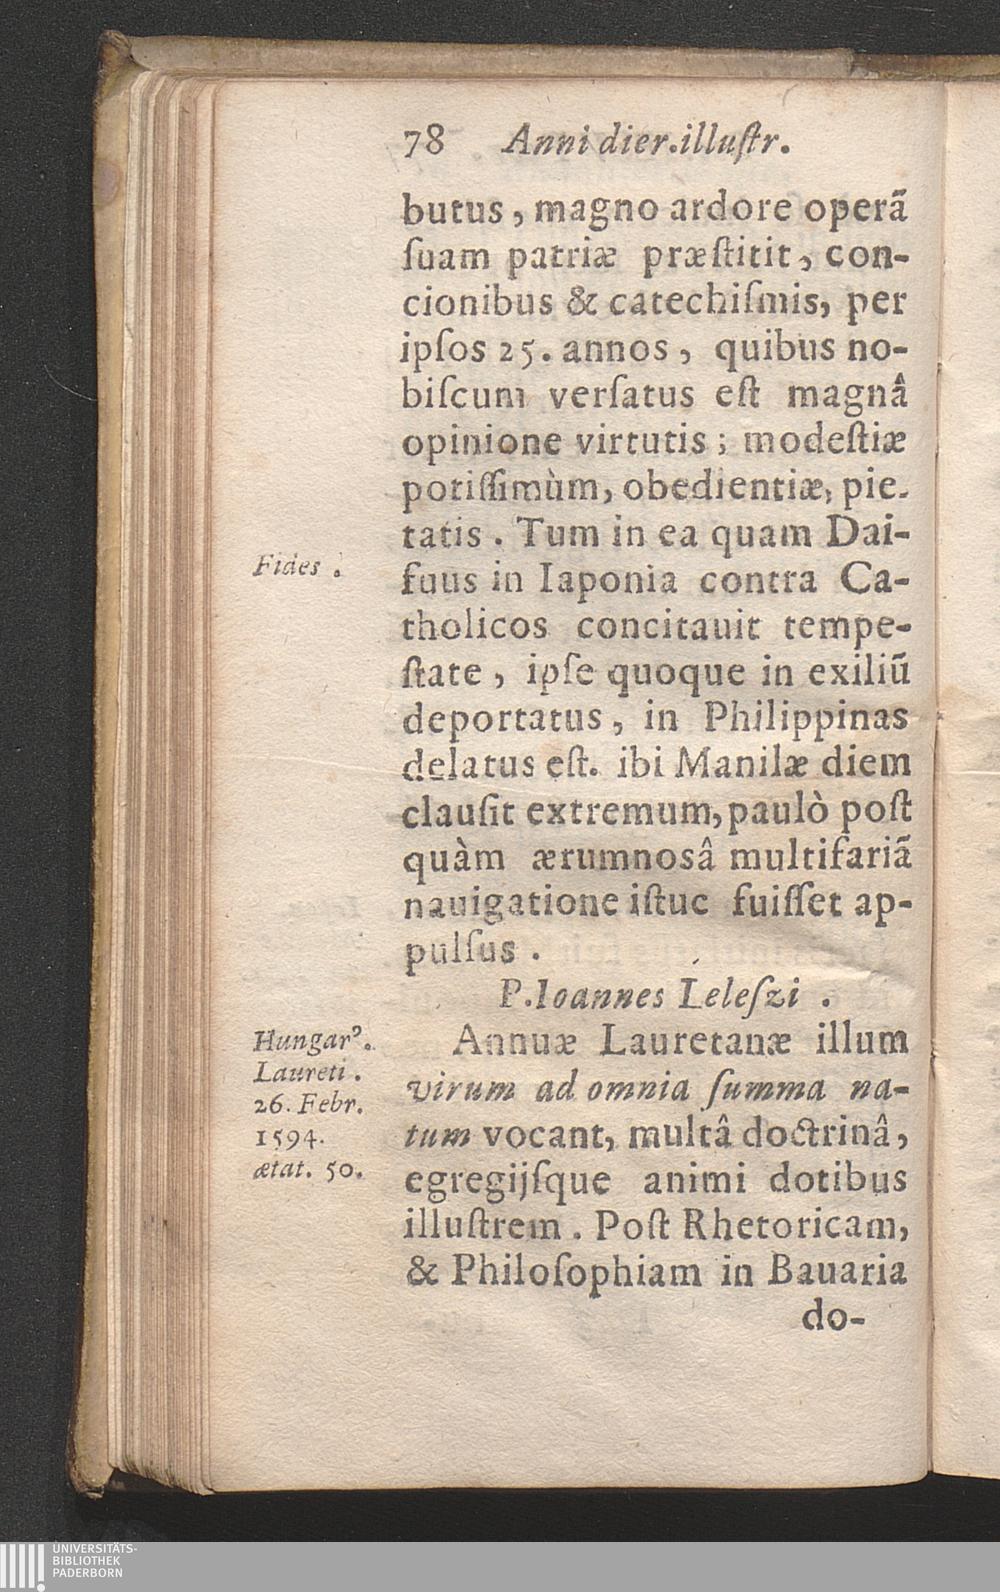 78 Anni dier.illuſtr.
butus, magno ardore operã
ſuam patriæ præſtitit, con-
cionibus & catechiſmis, per
ipſos 25. annos, quibus no-
biſcum verſatus eſt magnâ
opinione virtutis; modeſtiæ
potiſſimùm, obedientiæ, pie-
tatis. Tum in ea quam Dai-
Fides.
fuus in Iaponia contra Ca-
tholicos concitauit tempe-
ſtate, ipſe quoque in exiliũ
deportatus, in Philippinas
delatus eſt. ibi Manilæ diem
clauſit extremum, paulò poſt
quàm ærumnosâ multifariã
nauigatione iſtuc fuiſſet ap-
pulſus.
P. Ioannes Leleſzi.
Hungarꝰ.
Laureti.
26. Febr.
1594.
ætat. 50.
Annuæ Lauretanæ illum
virum ad omnia ſumma na-
tum vocant, multâ doctrinâ,
egregijſque animi dotibus
illuſtrem. Poſt Rhetoricam,
& Philoſophiam in Bauaria
do-
UNIVERSITÄTS-
BIBLIOTHEK
PADERBORN